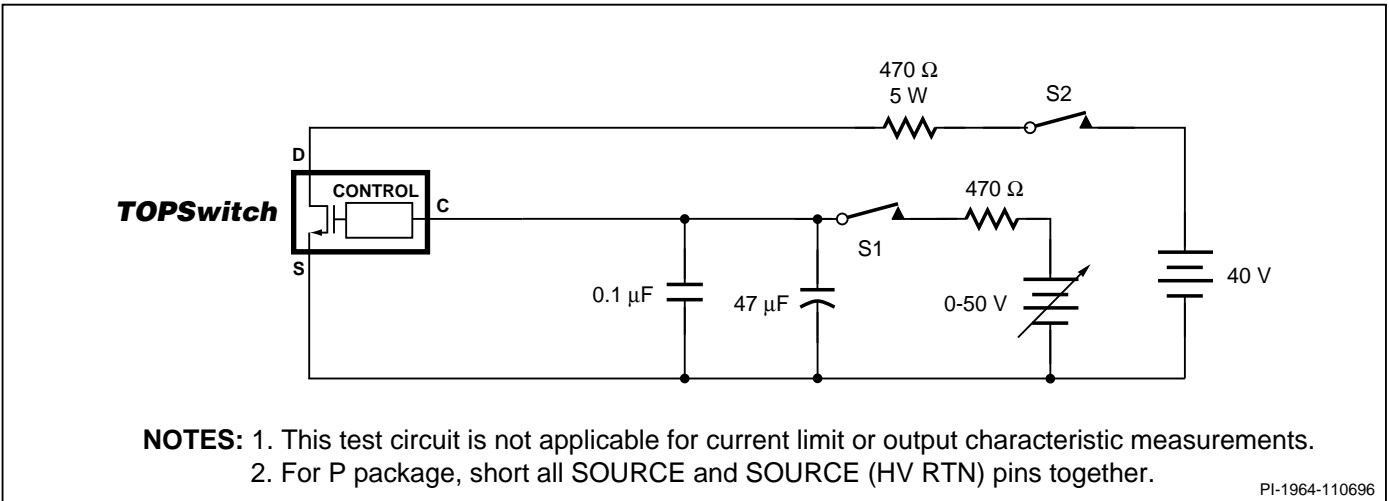 470 Ω
5 W
S2
D
CONTROL
TOPSwitch
C
470 Ω
S1
S
0.1 µF
47 µF
0-50 V
40 V
NOTES: 1. This test circuit is not applicable for current limit or output characteristic measurements.
2. For P package, short all SOURCE and SOURCE (HV RTN) pins together.
PI-1964-110696